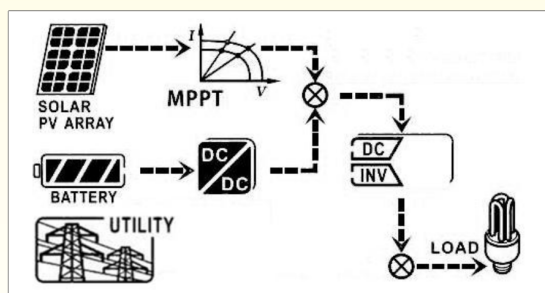 I
V
SOLAR
PV ARRAY
MPPT
BATTERY
DC
DC
DC
INV
UTILITY
LOAD